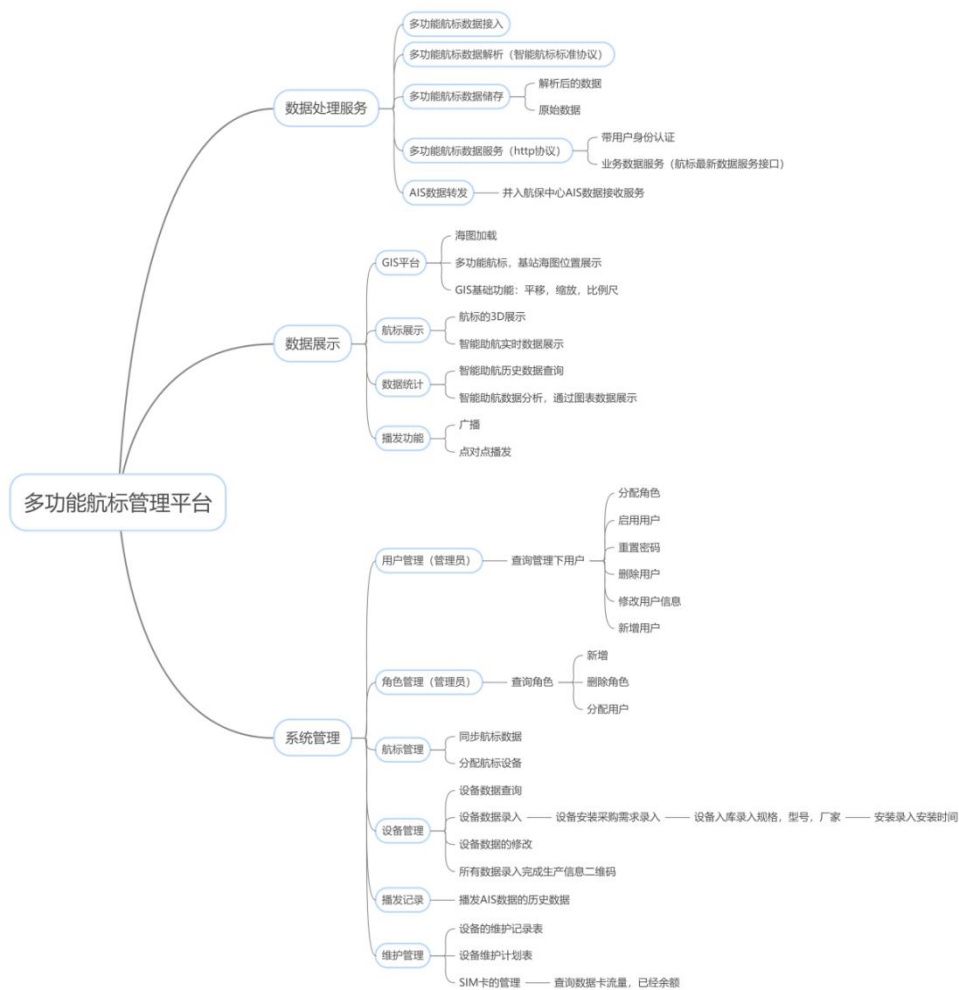 多功能航标管理平台
数据处理服务
多功能航标数据接入
多功能航标数据解析（智能航标标准协议）
多功能航标数据储存
解析后的数据
原始数据
多功能航标数据服务（http协议）
带用户身份认证
业务数据服务（航标最新数据服务接口）
AIS数据转发
并入航保中心AIS数据接收服务
数据展示
GIS平台
海图加载
多功能航标，基站海图位置展示
GIS基础功能：平移，缩放，比例尺
航标展示
航标的3D展示
智能助航实时数据展示
数据统计
智能助航历史数据查询
智能助航数据分析，通过图表数据展示
播发功能
广播
点对点播发
系统管理
用户管理（管理员）
查询管理下用户
分配角色
启用用户
重置密码
删除用户
修改用户信息
新增用户
角色管理（管理员）
查询角色
新增
删除角色
分配用户
航标管理
同步航标数据
分配航标设备
设备管理
设备数据查询
设备数据录入
设备安装采购需求录入
设备入库录入规格，型号，厂家
安装录入安装时间
设备数据的修改
所有数据录入完成生产信息二维码
播发记录
播发AIS数据的历史数据
维护管理
设备的维护记录表
设备维护计划表
SIM卡的管理
查询数据卡流量，已经余额